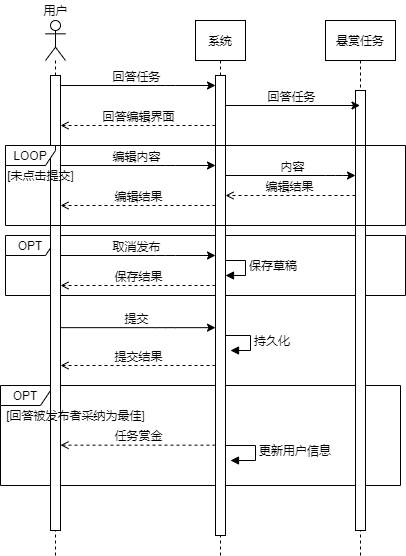 用户
系统
悬赏任务
回答任务
回答任务
回答编辑界面
LOOP
编辑内容
[未点击提交]
内容
编辑结果
编辑结果
OPT
取消发布
保存草稿
保存结果
提交
持久化
提交结果
OPT
[回答被发布者采纳为最佳]
任务赏金
更新用户信息